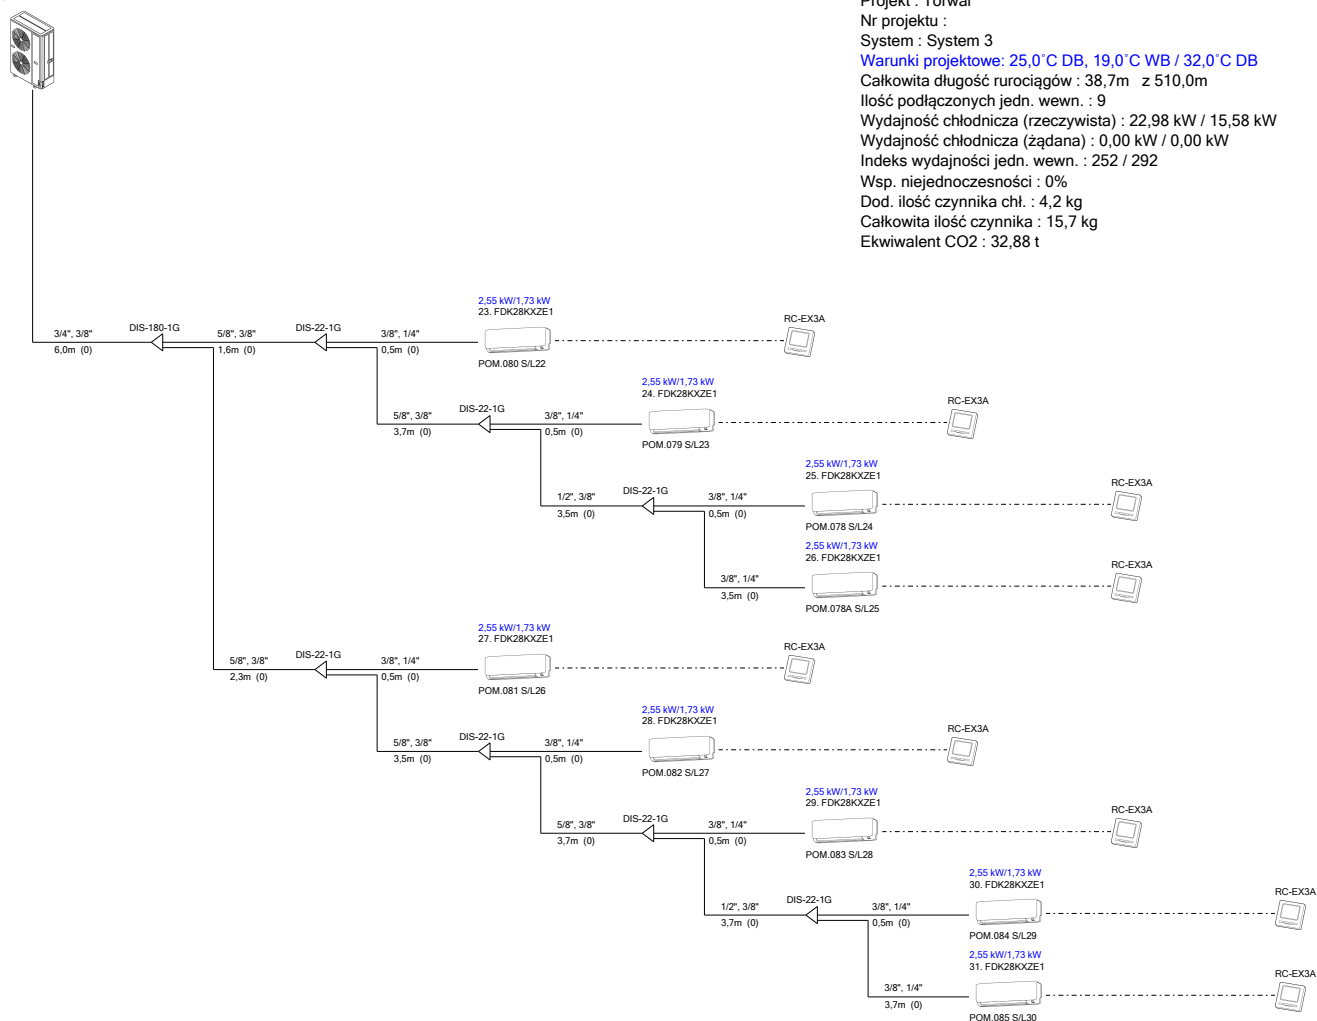 Projekt : Torwar
Nr projektu :
System : System 3
Warunki projektowe: 25,0°C DB, 19,0°C WB / 32,0°C DB
Całkowita długość rurociągów : 38,7m z 510,0m
Ilość podłączonych jedn. wewn. : 9
Wydajność chłodnicza (rzeczywista) : 22,98 kW / 15,58 kW
Wydajność chłodnicza (żądana) : 0,00 kW / 0,00 kW
Indeks wydajności jedn. wewn. : 252 / 292
Wsp. niejednoczesności : 0%
Dod. ilość czynnika chł. : 4,2 kg
Całkowita ilość czynnika : 15,7 kg
Ekwiwalent CO2 : 32,88 t
3/4", 3/8"
6,0m (0)
DIS-180-1G
5/8", 3/8"
1,6m (0)
DIS-22-1G
3/8", 1/4"
0,5m (0)
2,55 kW/1,73 kW
23. FDK28KXZE1
POM.080 S/L22
RC-EX3A
5/8", 3/8"
3,7m (0)
DIS-22-1G
3/8", 1/4"
0,5m (0)
2,55 kW/1,73 kW
24. FDK28KXZE1
POM.079 S/L23
RC-EX3A
1/2", 3/8"
3,5m (0)
DIS-22-1G
3/8", 1/4"
0,5m (0)
2,55 kW/1,73 kW
25. FDK28KXZE1
POM.078 S/L24
RC-EX3A
3/8", 1/4"
3,5m (0)
2,55 kW/1,73 kW
26. FDK28KXZE1
POM.078A S/L25
RC-EX3A
5/8", 3/8"
2,3m (0)
DIS-22-1G
3/8", 1/4"
0,5m (0)
2,55 kW/1,73 kW
27. FDK28KXZE1
POM.081 S/L26
RC-EX3A
5/8", 3/8"
3,5m (0)
DIS-22-1G
3/8", 1/4"
0,5m (0)
2,55 kW/1,73 kW
28. FDK28KXZE1
POM.082 S/L27
RC-EX3A
5/8", 3/8"
3,7m (0)
DIS-22-1G
3/8", 1/4"
0,5m (0)
2,55 kW/1,73 kW
29. FDK28KXZE1
POM.083 S/L28
RC-EX3A
1/2", 3/8"
3,7m (0)
DIS-22-1G
3/8", 1/4"
0,5m (0)
2,55 kW/1,73 kW
30. FDK28KXZE1
POM.084 S/L29
RC-EX3A
3/8", 1/4"
3,7m (0)
2,55 kW/1,73 kW
31. FDK28KXZE1
POM.085 S/L30
RC-EX3A